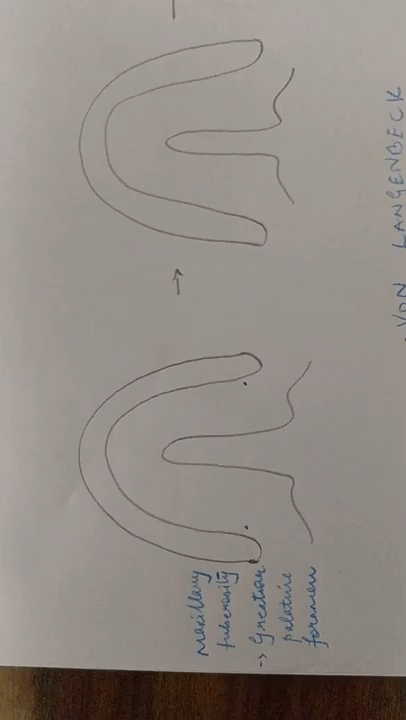 VON LANGENBECK
maxillary
tuberosity
→ Greater
palatine
foramen